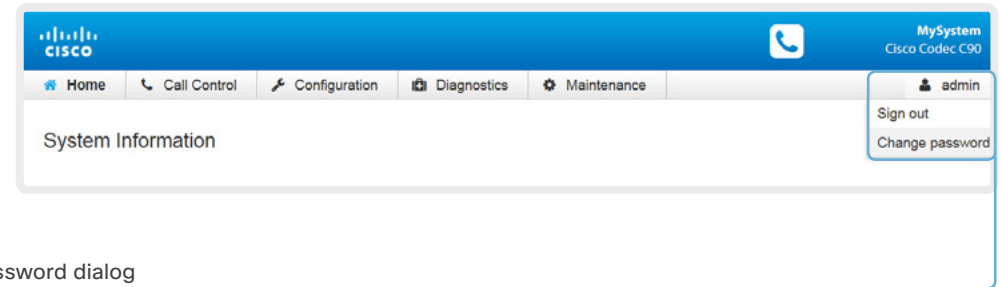 CISCO
MySystem
Cisco Codec C90
Home Call Control Configuration Diagnostics Maintenance admin
Sign out
System Information
Change password
password dialog